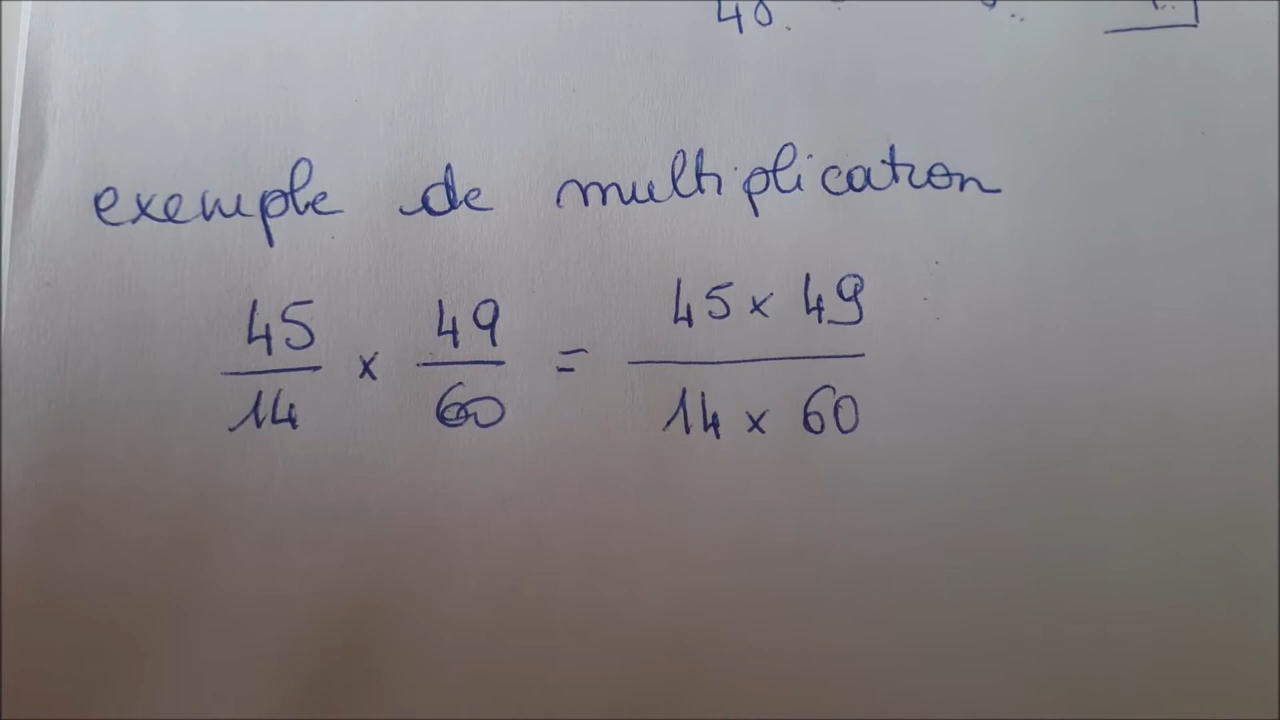 40.
exemple de multiplication
45/14 × 49/60 = 45 × 49 / 14 × 60